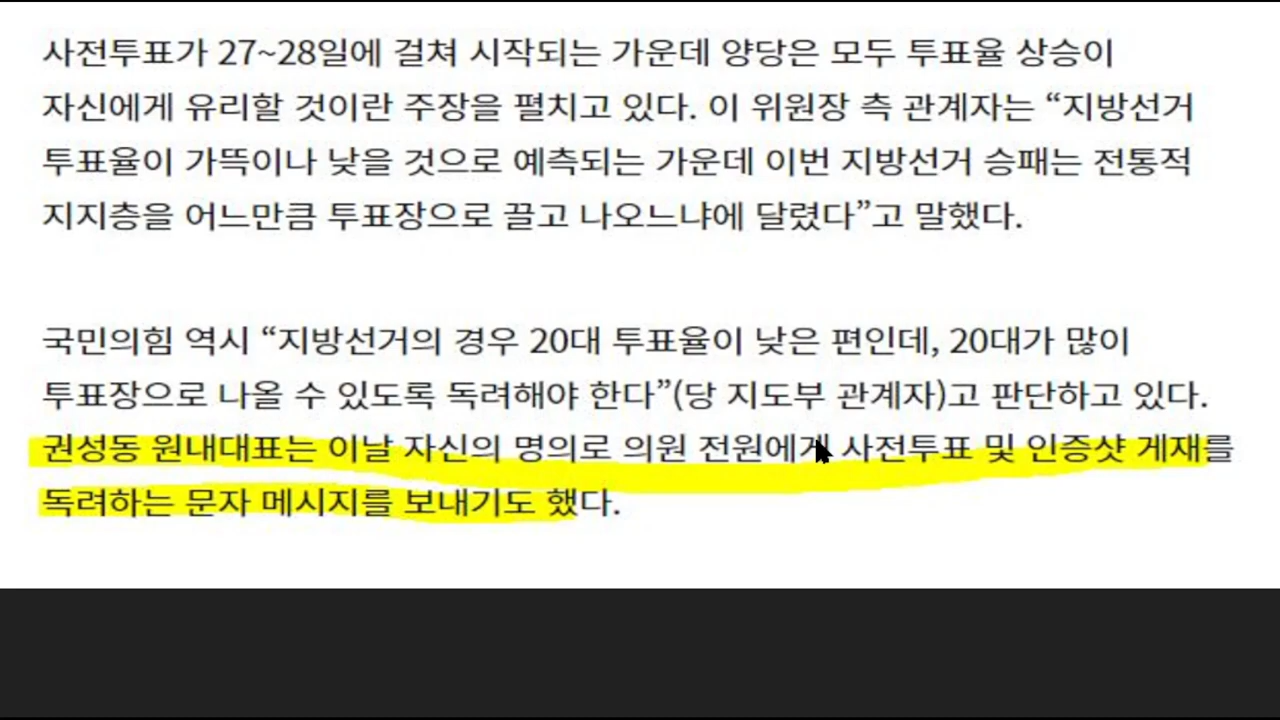 사전투표가 27~28일에 걸쳐 시작되는 가운데 양당은 모두 투표율 상승이
자신에게 유리할 것이란 주장을 펼치고 있다. 이 위원장 측 관계자는 “지방선거
투표율이 가뜩이나 낮을 것으로 예측되는 가운데 이번 지방선거 승패는 전통적
지지층을 어느만큼 투표장으로 끌고 나오느냐에 달렸다”고 말했다.
국민의힘 역시 “지방선거의 경우 20대 투표율이 낮은 편인데, 20대가 많이
투표장으로 나올 수 있도록 독려해야 한다”(당 지도부 관계자)고 판단하고 있다.
권성동 원내대표는 이날 자신의 명의로 의원 전원에게 사전투표 및 인증샷 게재를
독려하는 문자 메시지를 보내기도 했다.